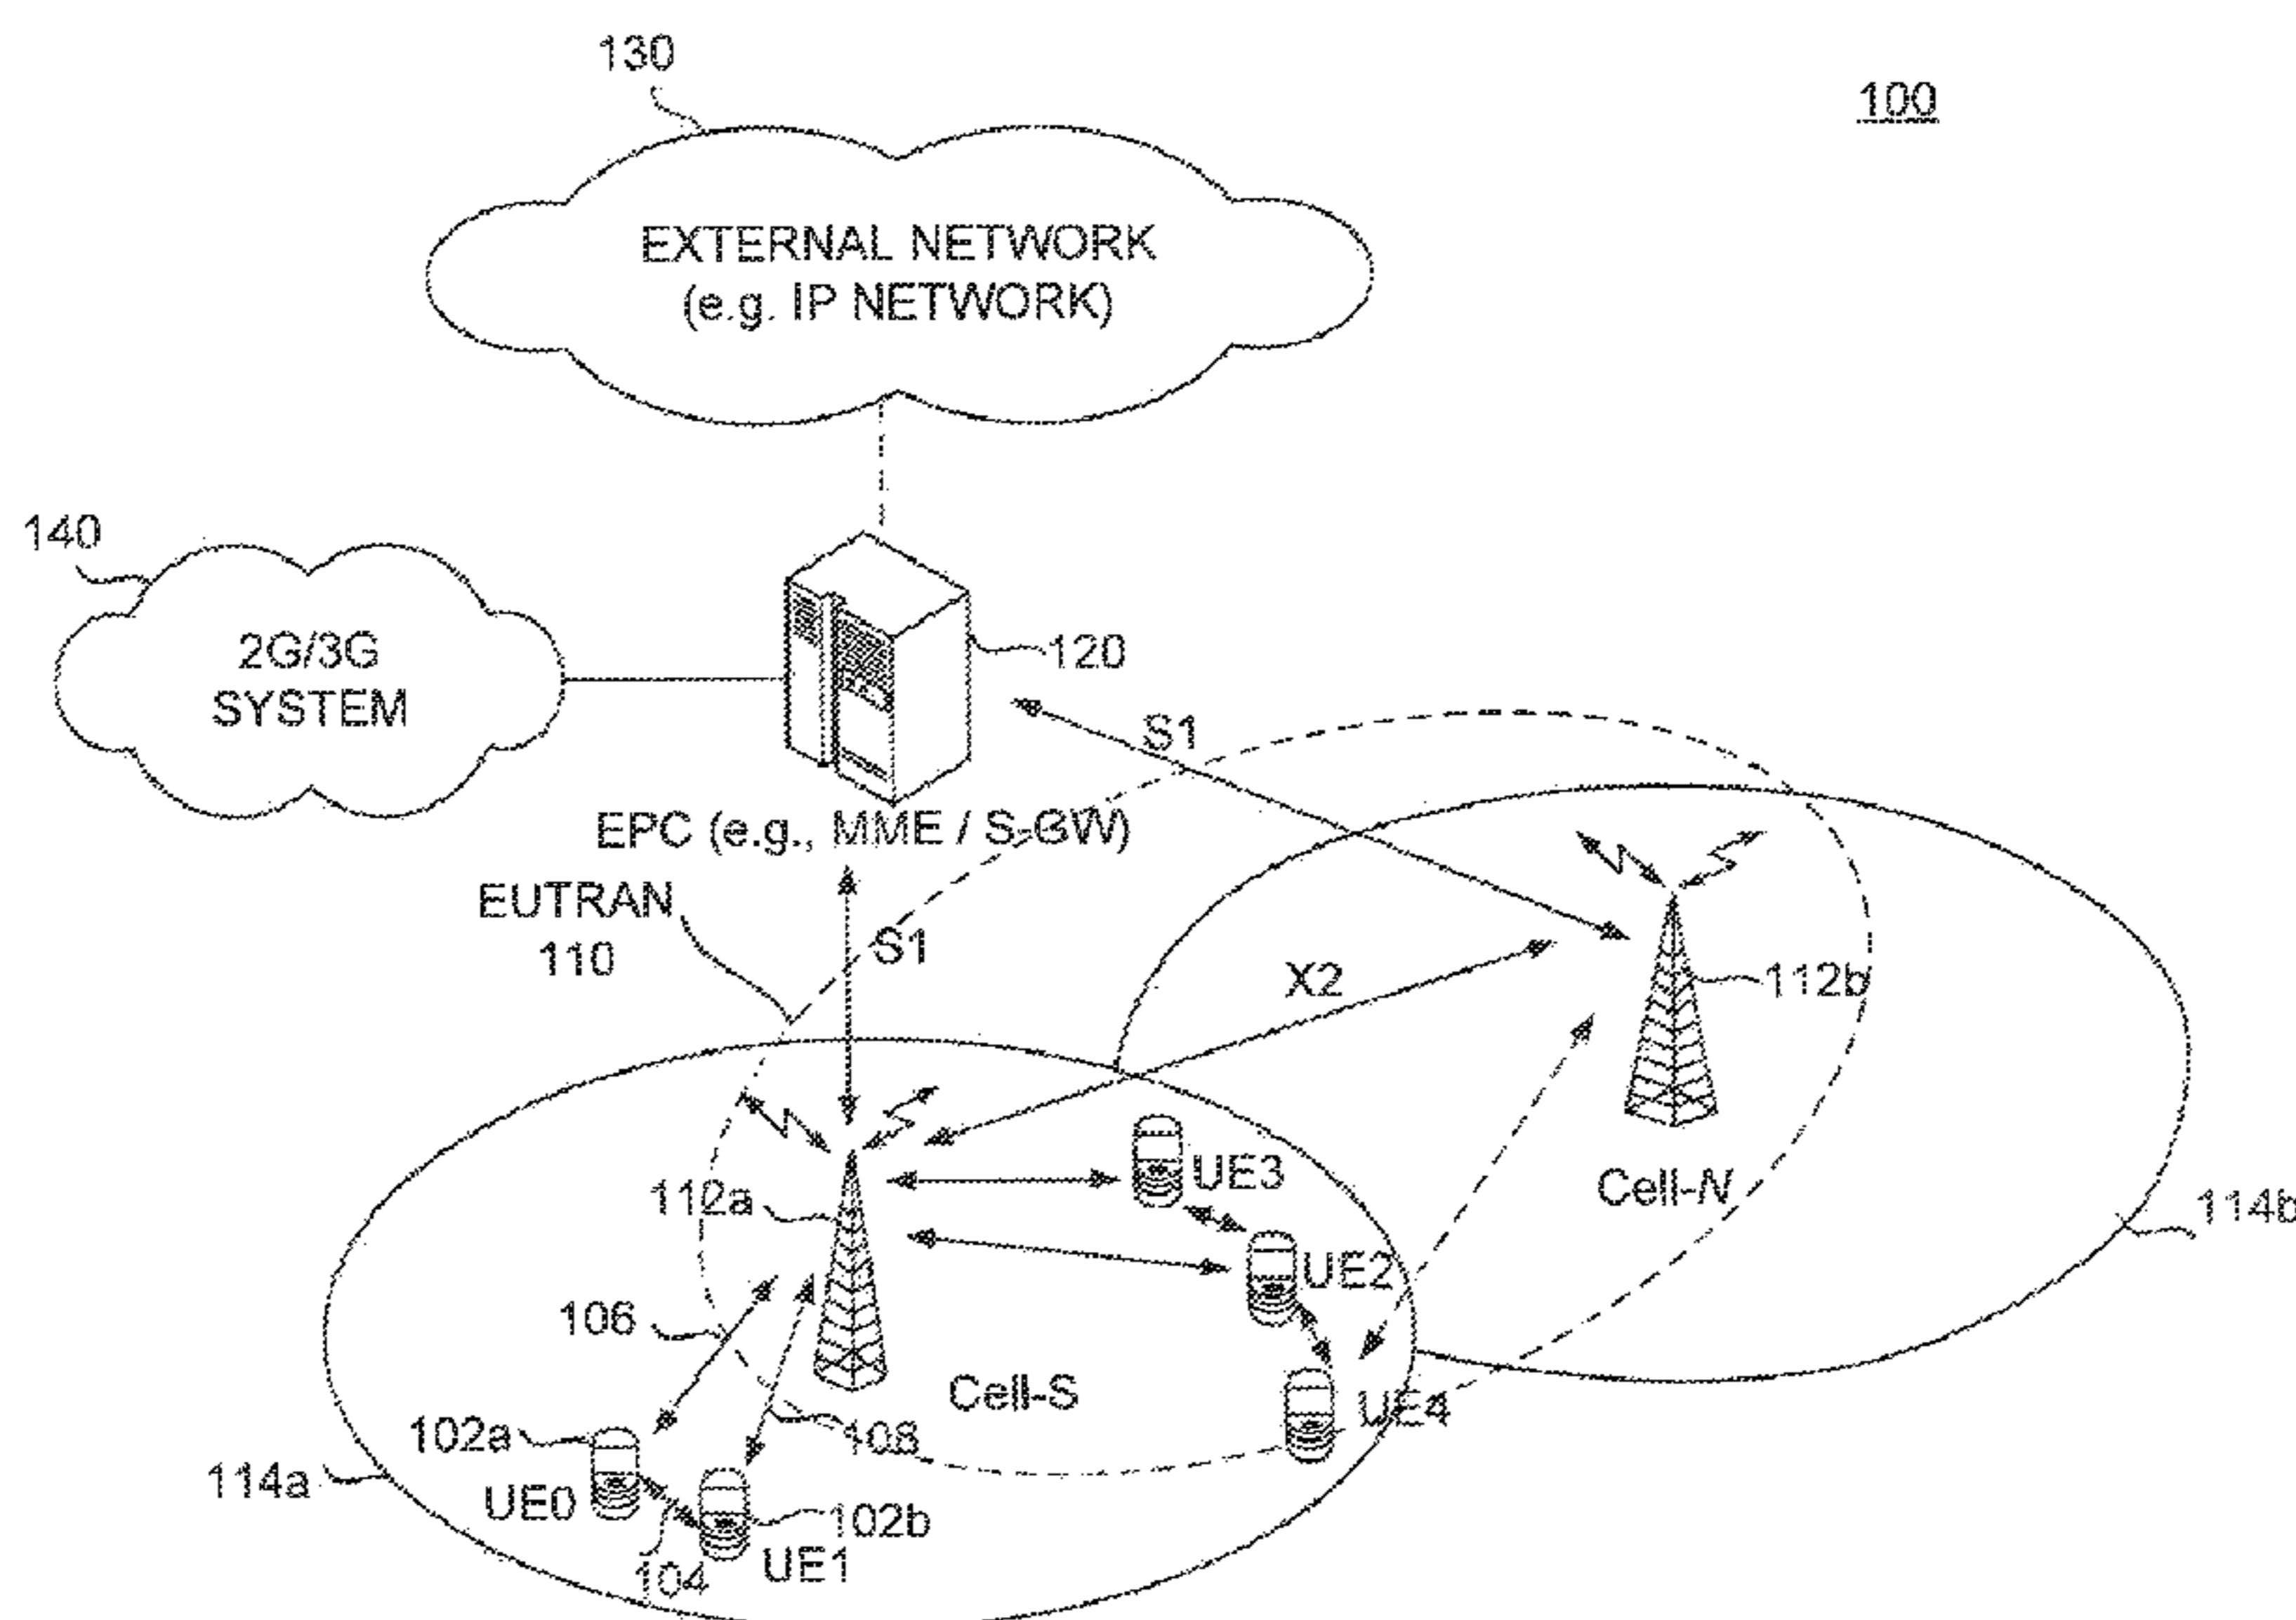 130
100
EXTERNAL NETWORK
(e.g. IP NETWORK)
140
2G/3G
SYSTEM
120
S1
EPC (e.g., MME / S-GW)
EUTRAN
110
S1
X2
112b
UE3
112a
Cell-N
114b
UE2
106
Cell-S
UE4
102a
108
114a
UE0
102b
104
UE1